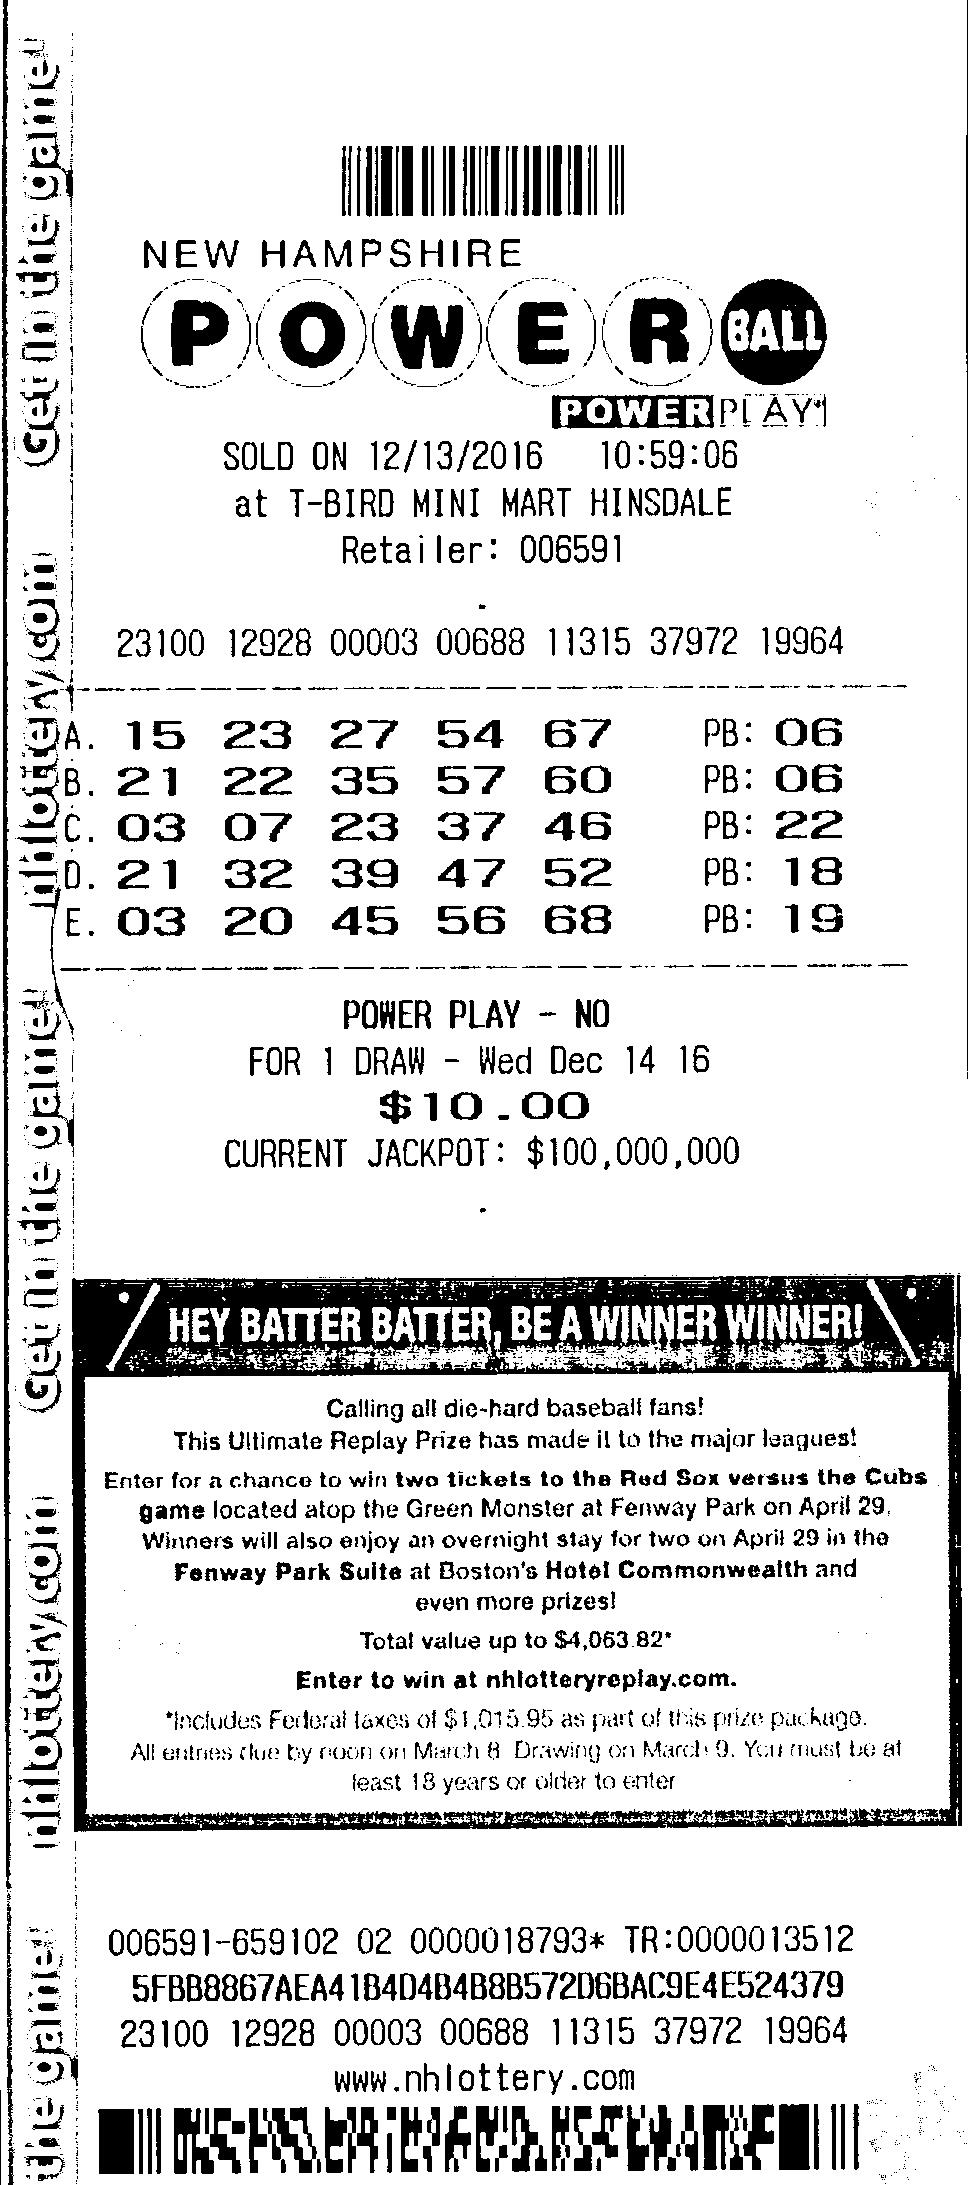 NEW HAMPSHIRE
POWER BALL
POWERPLAY
SOLD ON 12/13/2016 10:59:06
at T-BIRD MINI MART HINSDALE
Retailer: 006591
23100 12928 00003 00688 11315 37972 19964
A. 15 23 27 54 67 PB: 06
B. 21 22 35 57 60 PB: 06
C. 03 07 23 37 46 PB: 22
D. 21 32 39 47 52 PB: 18
E. 03 20 45 56 68 PB: 19
POWER PLAY - NO
FOR 1 DRAW - Wed Dec 14 16
$10.00
CURRENT JACKPOT: $100,000,000
HEY BATTER BATTER, BE A WINNER WINNER!
Calling all die-hard baseball fans!
This Ultimate Replay Prize has made it to the major leagues!
Enter for a chance to win two tickets to the Red Sox versus the Cubs
game located atop the Green Monster at Fenway Park on April 29.
Winners will also enjoy an overnight stay for two on April 29 in the
Fenway Park Suite at Boston's Hotel Commonwealth and
even more prizes!
Total value up to $4,063.82*
Enter to win at nhlotteryreplay.com.
*Includes Federal taxes of $1,015.95 as part of this prize package.
All entries due by noon on March 8. Drawing on March 9. You must be at
least 18 years or older to enter
006591-659102 02 0000018793* TR:0000013512
5FBB8867AEA41B4D4B4B8B572D6BAC9E4E524379
23100 12928 00003 00688 11315 37972 19964
www.nhlottery.com
the game! nhlottery.com Get in the game! nhlottery.com Get in the game!